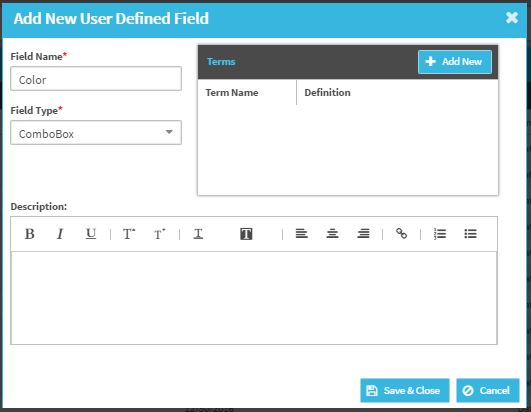 Add New User Defined Field
Field Name*
Color
Field Type*
ComboBox
Terms
Add New
Term Name Definition
Description:
B I U T T T T
Save & Close Cancel